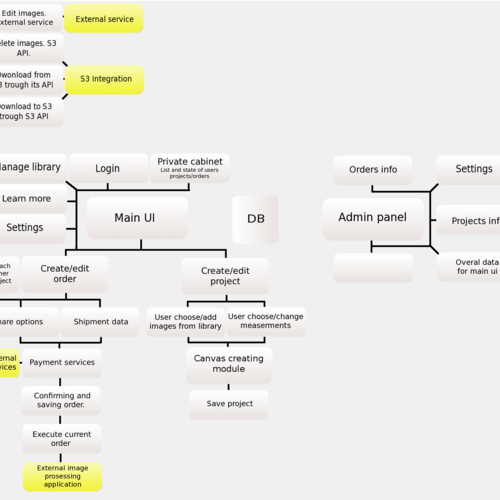 Edit images.
External service
External service
elete images. S3
API.
Download from
3 trough its API
S3 Integration
Download to S3
trough S3 API
anage library
Login
Private cabinet
List and state of users
projects/orders
Learn more
Settings
Main UI
DB
Orders info
Settings
Admin panel
Projects inf
Overal data
for main ui
ach
ner
ject
Create/edit
order
Create/edit
project
are options
Shipment data
User choose/add
images from library
User choose/change
measerments
ernal
vices
Payment services
Canvas creating
module
Confirming and
saving order.
Save project
Execute current
order
External image
prosessing
application